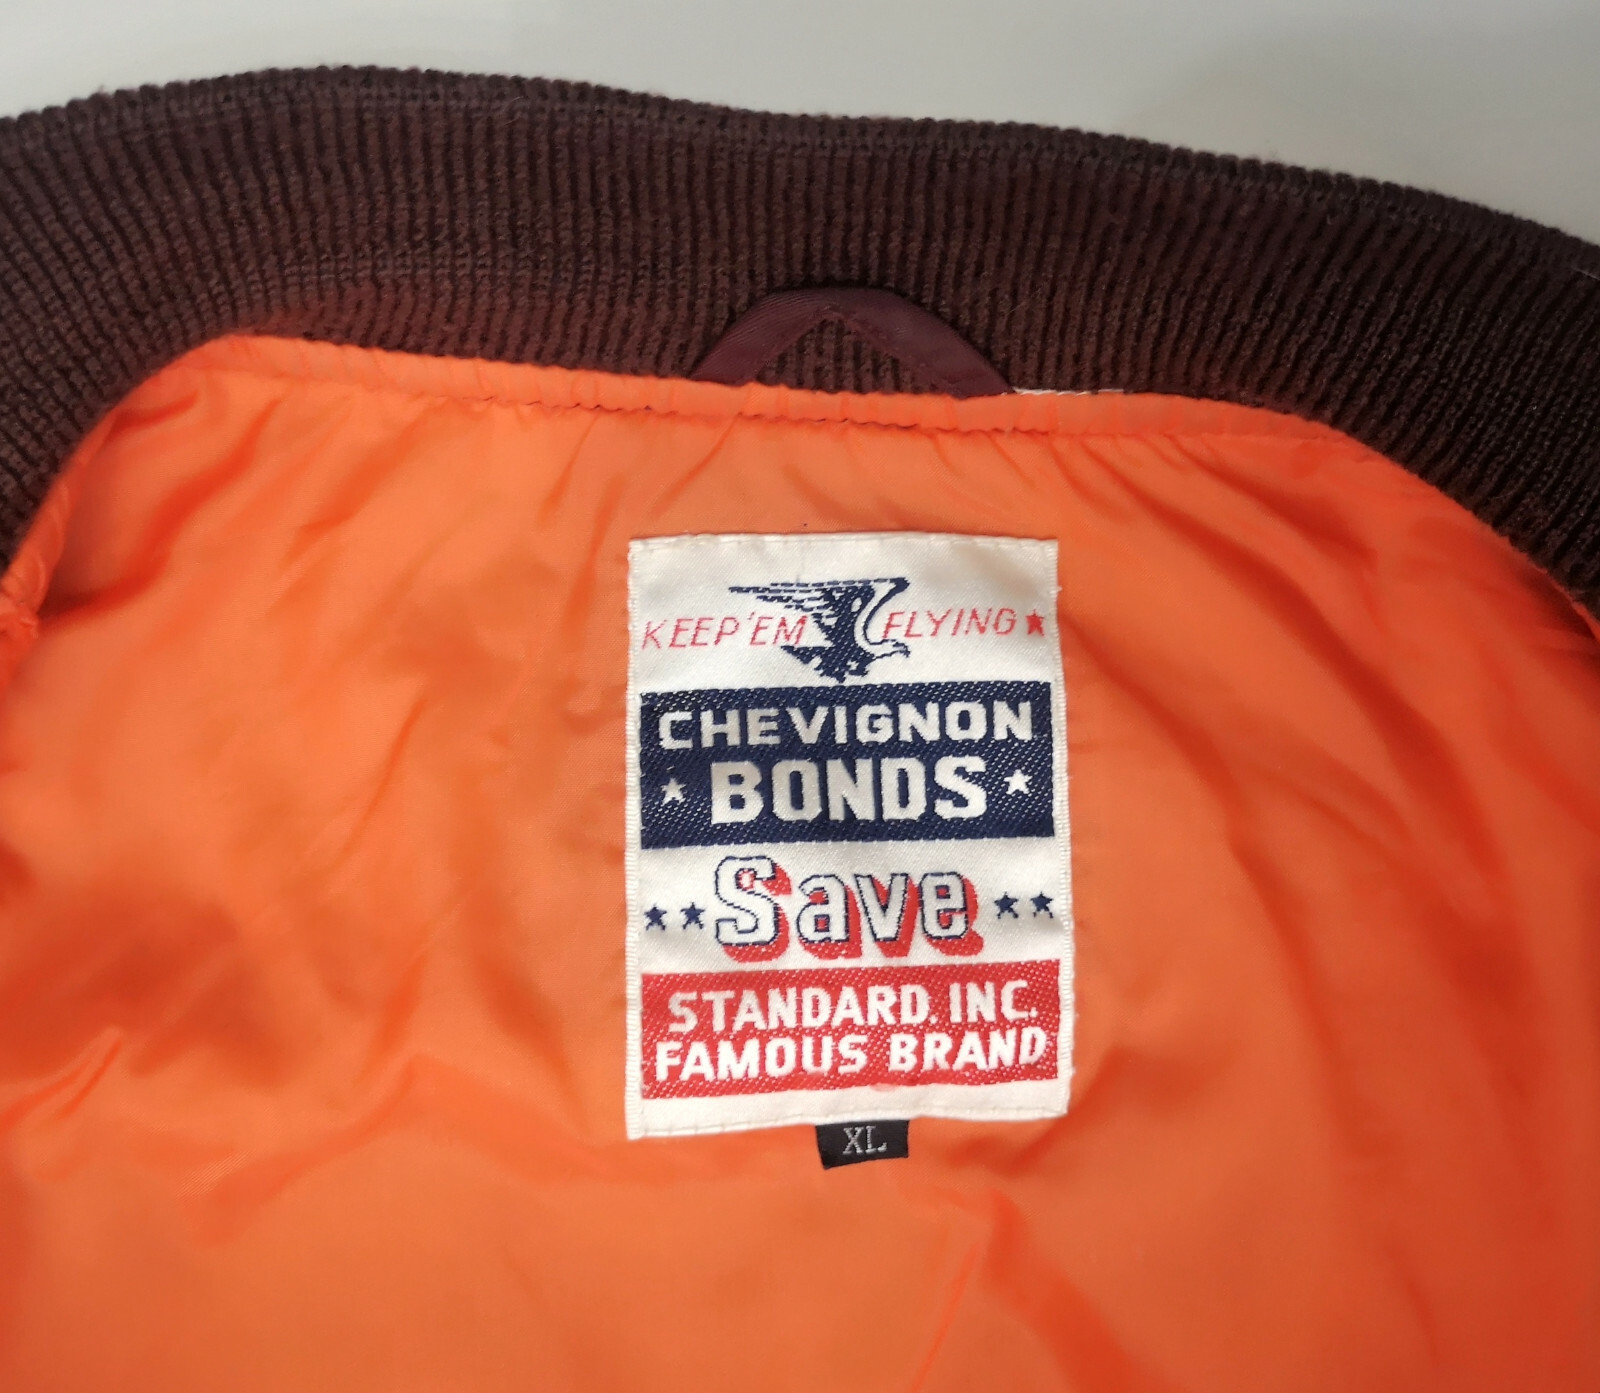 KEEP'EM FLYING
CHEVIGNON
BONDS
Save
STANDARD. INC.
FAMOUS BRAND
XL